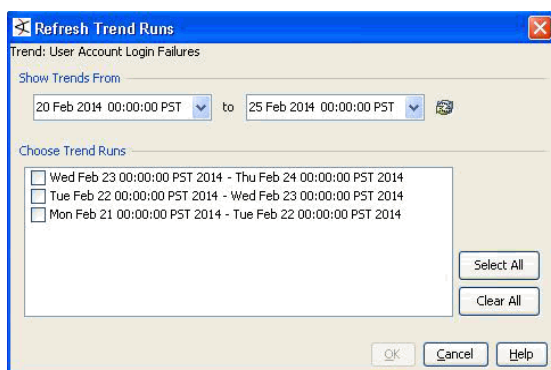 Refresh Trend Runs
Trend: User Account Login Failures
Show Trends From
20 Feb 2014 00:00:00 PST to 25 Feb 2014 00:00:00 PST
Choose Trend Runs
Wed Feb 23 00:00:00 PST 2014 - Thu Feb 24 00:00:00 PST 2014
Tue Feb 22 00:00:00 PST 2014 - Wed Feb 23 00:00:00 PST 2014
Mon Feb 21 00:00:00 PST 2014 - Tue Feb 22 00:00:00 PST 2014
Select All
Clear All
OK Cancel Help